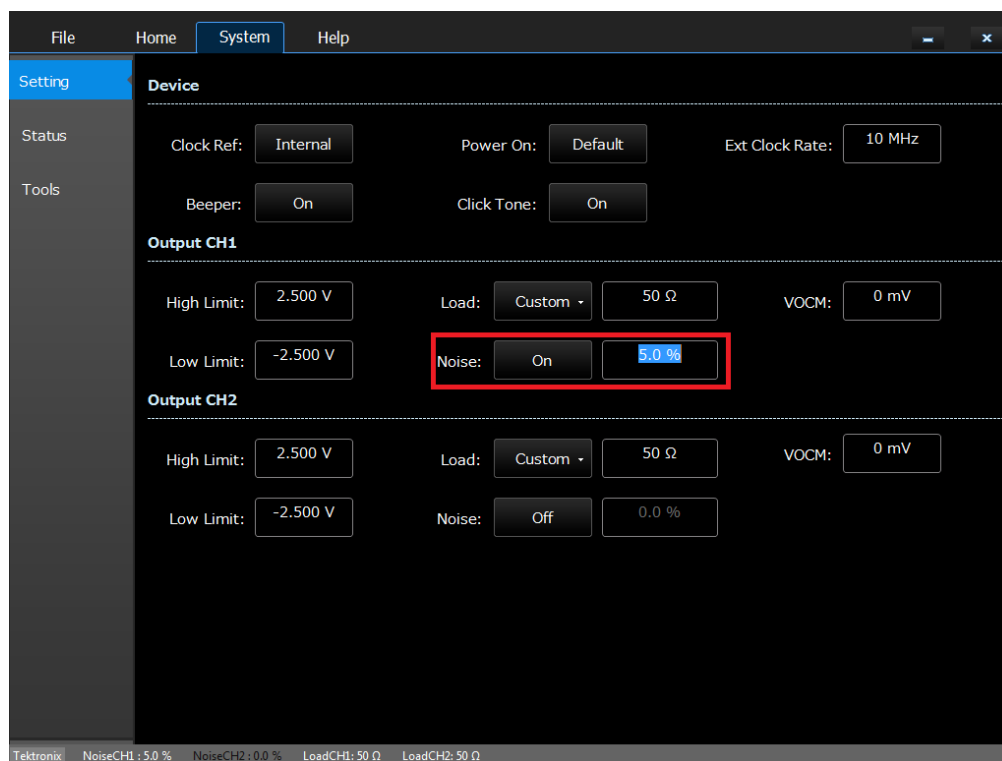 File Home System Help
Setting
Device
Status
Clock Ref: Internal Power On: Default Ext Clock Rate: 10 MHz
Tools
Beeper: On Click Tone: On
Output CH1
High Limit: 2.500 V Load: Custom 50 Ω VOCM: 0 mV
Low Limit: -2.500 V Noise: On 5.0 %
Output CH2
High Limit: 2.500 V Load: Custom 50 Ω VOCM: 0 mV
Low Limit: -2.500 V Noise: Off 0.0 %
Tektronix NoiseCH1 : 5.0 % NoiseCH2 : 0.0 % LoadCH1: 50 Ω LoadCH2: 50 Ω